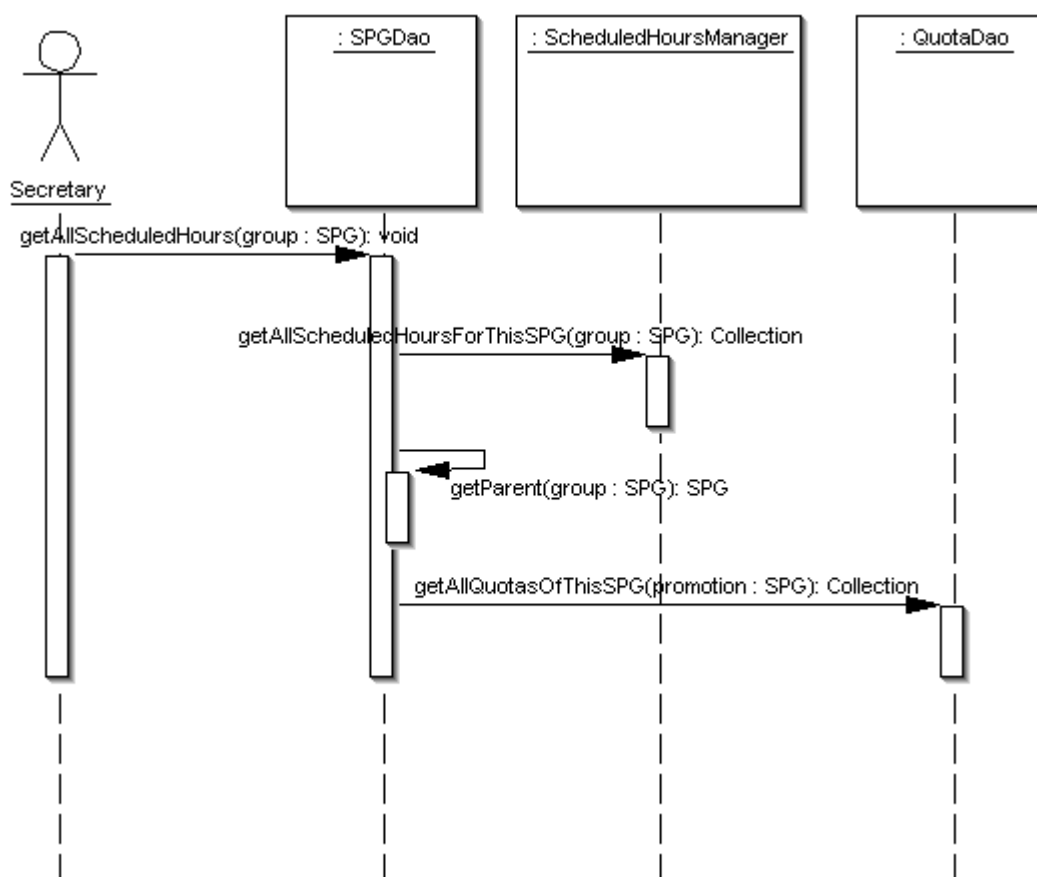 : SPGDao
: ScheduledHoursManager
: QuotaDao
Secretary
getAllScheduledHours(group : SPG): void
getAllScheduledHoursForThisSPG(group : SPG): Collection
getParent(group : SPG): SPG
getAllQuotasOfThisSPG(promotion : SPG): Collection